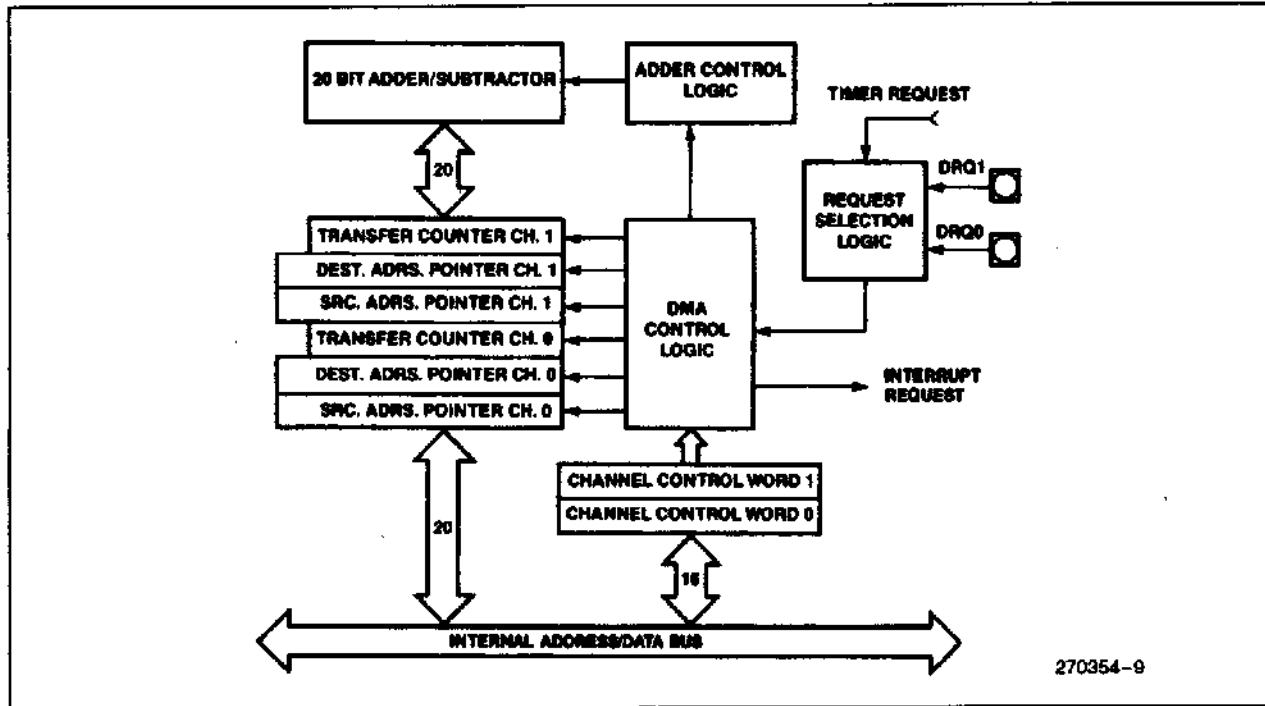 20 BIT ADDER/SUBTRACTOR
ADDER CONTROL
LOGIC
TIMER REQUEST
20
DRQ1
REQUEST
SELECTION
LOGIC
DRQ0
TRANSFER COUNTER CH. 1
DEST. ADRS. POINTER CH. 1
SRC. ADRS. POINTER CH. 1
TRANSFER COUNTER CH. 0
DEST. ADRS. POINTER CH. 0
SRC. ADRS. POINTER CH. 0
DMA
CONTROL
LOGIC
INTERRUPT
REQUEST
CHANNEL CONTROL WORD 1
CHANNEL CONTROL WORD 0
20
16
INTERNAL ADDRESS/DATA BUS
270354-9